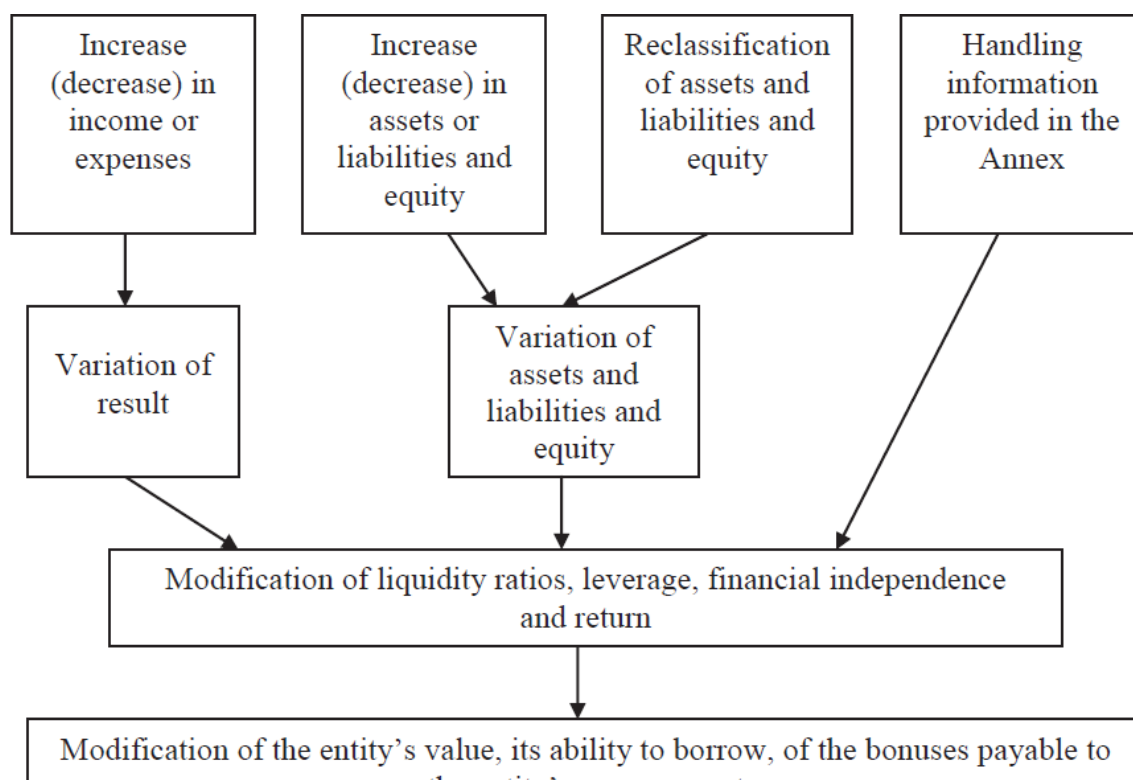 Increase
(decrease) in
income or
expenses
Increase
(decrease) in
assets or
liabilities and
equity
Reclassification
of assets and
liabilities and
equity
Handling
information
provided in the
Annex
Variation of
result
Variation of
assets and
liabilities and
equity
Modification of liquidity ratios, leverage, financial independence
and return
Modification of the entity's value, its ability to borrow, of the bonuses payable to